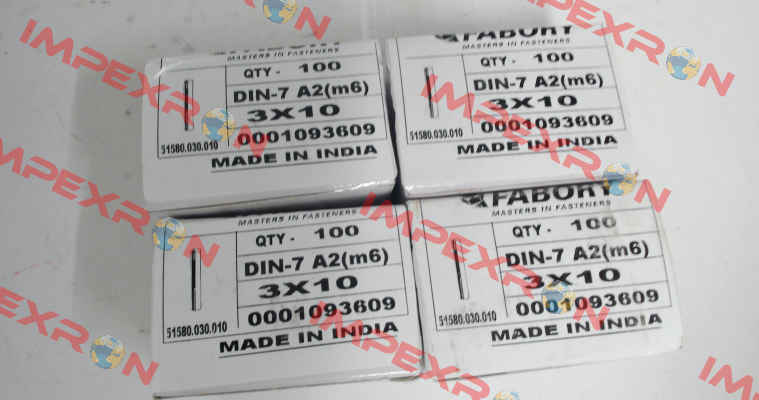 FABORY
QTY - 100
DIN-7 A2(m6)
3X10
51580.030.010
0001093609
MADE IN INDIA
FABORY
MASTERS IN FASTENERS
QTY - 100
DIN-7 A2(m6)
3X10
51580.030.010
0001093609
MADE IN INDIA
MASTERS IN FASTENERS
QTY - 100
DIN-7 A2(m6)
3X10
51580.030.010
0001093609
MADE IN INDIA
FABORY
MASTERS IN FASTENERS
QTY - 100
DIN-7 A2(m6)
3X10
51580.030.010
0001093609
MADE IN INDIA
IMPEXRON
IMPEXRON
IMPEXRON
IMPEXRON
IMPEXRON
IMPEXRON
IMPEXRON